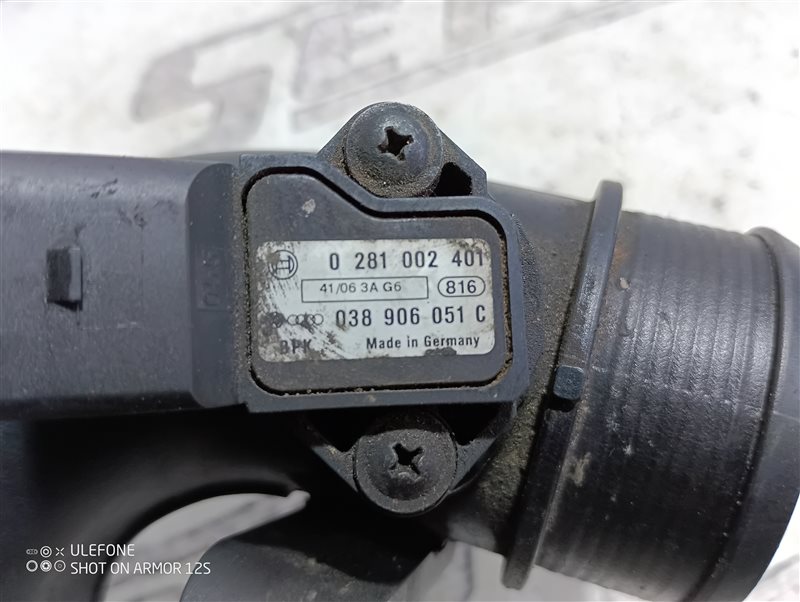 0 281 002 401
41/06 3A G6
816
038 906 051 C
BPK Made in Germany
ULEFONE
SHOT ON ARMOR 12S